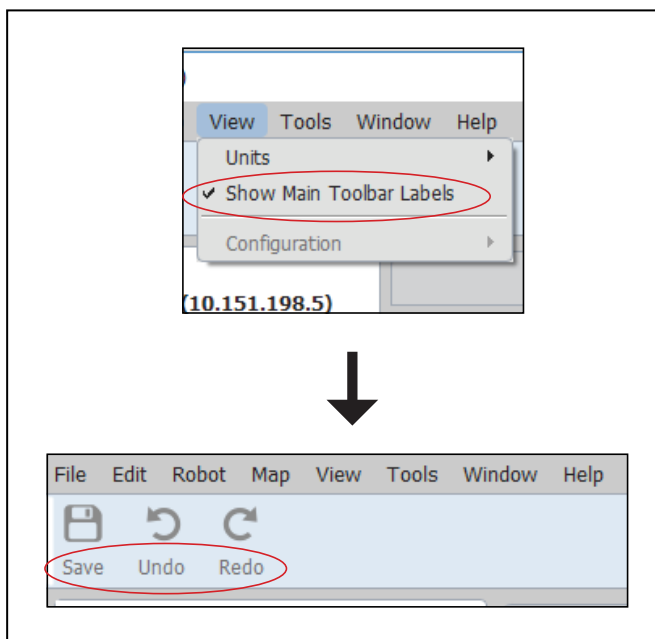 View Tools Window Help
Units
Show Main Toolbar Labels
Configuration
(10.151.198.5)
File Edit Robot Map View Tools Window Help
Save Undo Redo